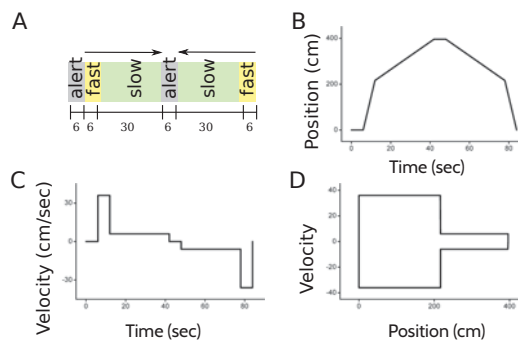 A
alert
fast
slow
alert
slow
fast
6 6 30 6 30 6
B
Position (cm)
400
200
0
0 20 40 60 80
Time (sec)
C
Velocity (cm/sec)
30
0
-30
0 20 40 60 80
Time (sec)
D
Velocity
40
20
0
-20
-40
0 100 200 300 400
Position (cm)